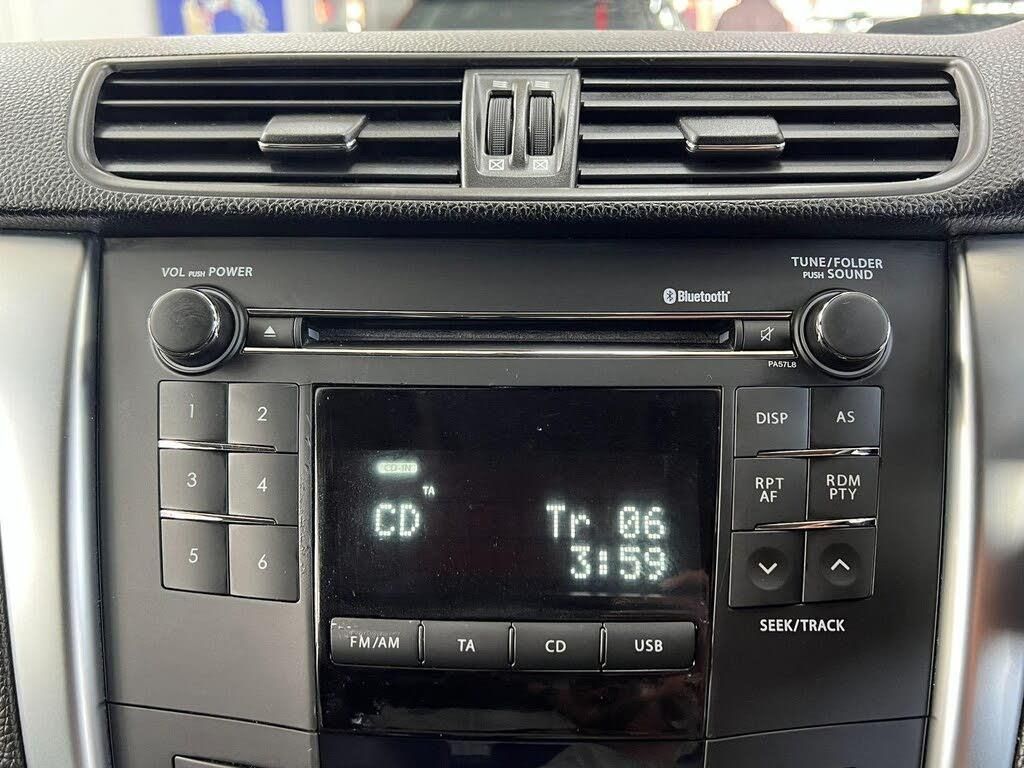 VOL PUSH POWER
TUNE/FOLDER
PUSH SOUND
Bluetooth
PA57L8
1
2
3
4
5
6
CD-IN
TA
CD
Tr 06
3:59
DISP
AS
RPT
AF
RDM
PTY
FM/AM
TA
CD
USB
SEEK/TRACK